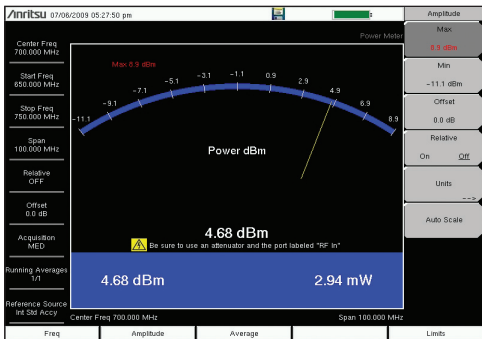 Anritsu 07/06/2009 05:27:50 pm
Power Meter
Center Freq
700.000 MHz
Start Freq
650.000 MHz
Stop Freq
750.000 MHz
Span
100.000 MHz
Relative
OFF
Offset
0.0 dB
Acquisition
MED
Running Averages
1/1
Reference Source
Int Std Accy
Max 8.9 dBm
-11.1
-9.1
-7.1
-5.1
-3.1
-1.1
0.9
2.9
4.9
6.9
8.9
Power dBm
4.68 dBm
Be sure to use an attenuator and the port labeled "RF In"
4.68 dBm 2.94 mW
Center Freq 700.000 MHz Span 100.000 MHz
Amplitude
Max
8.9 dBm
Min
-11.1 dBm
Offset
0.0 dB
Relative
On Off
Units
-->
Auto Scale
Freq Amplitude Average Limits